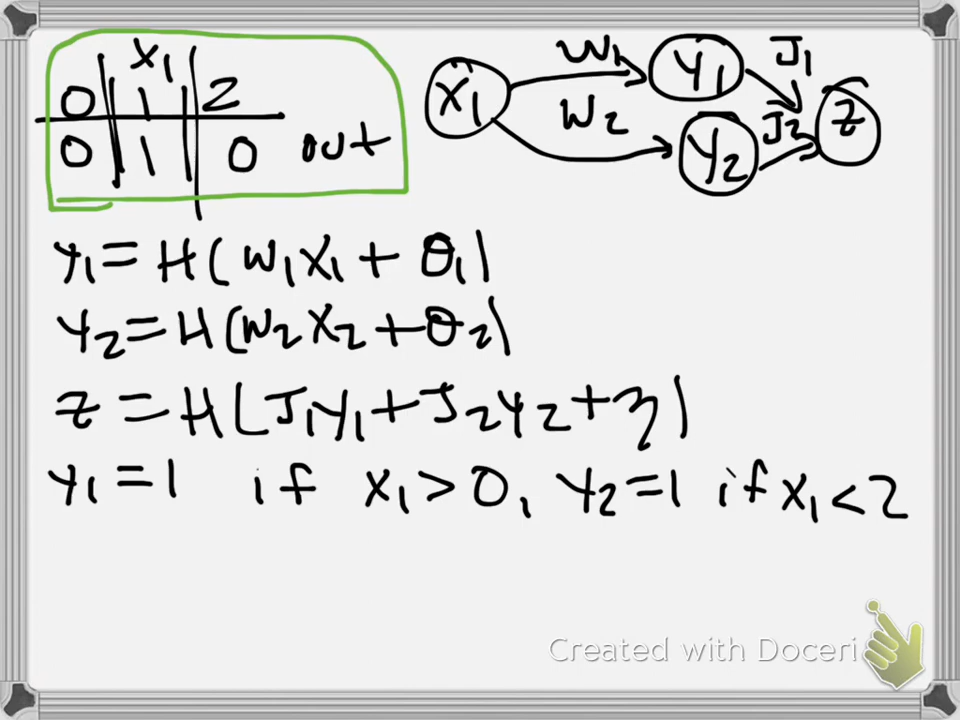 x₁
0 1 2
0 1 0 out
x₁ w₁ w₂ y₁ y₂ J₁ J₂ z
y₁ = H(w₁x₁ + θ₁)
y₂ = H(w₂x₂ + θ₂)
z = H(J₁y₁ + J₂y₂ + η)
y₁ = 1 if x₁ > 0, y₂ = 1 if x₁ < 2
Created with Doceri